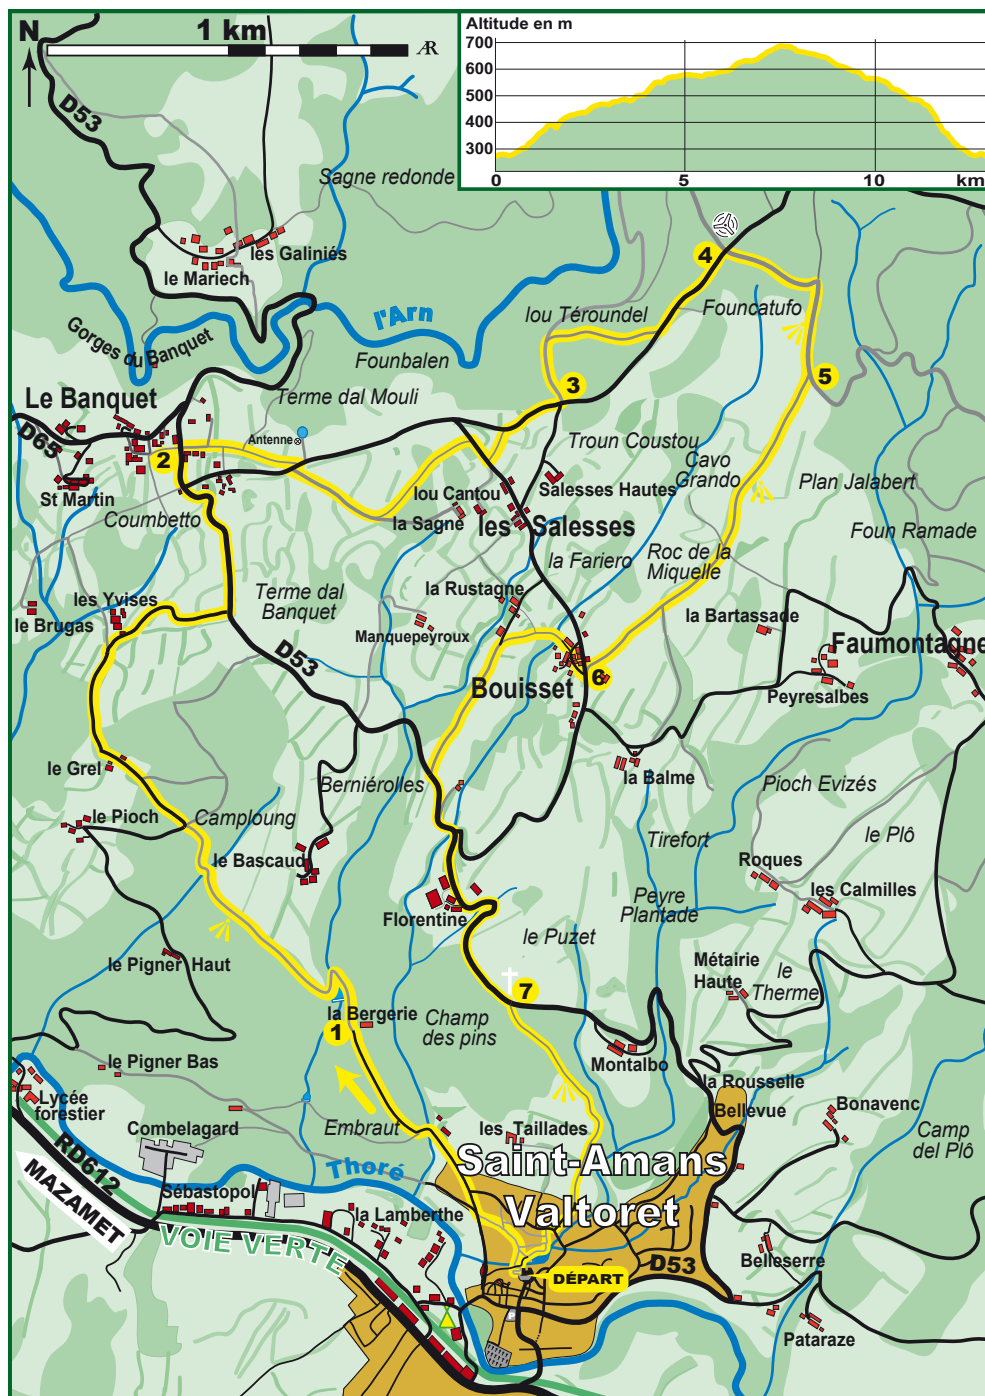 N
1 km
AR
Altitude en m
700
600
500
400
300
0
5
10
km
D53
Sagne redonde
les Galiniés
le Mariech
4
l'Arn
lou Téroundel
Founcatufo
Gorges du Banquet
Founbalen
5
3
Le Banquet
Terme dal Mouli
D65
Antenne
2
Troun Coustou
Cavo
Grando
St Martin
lou Cantou
Salesses Hautes
Plan Jalabert
Coumbetto
la Sagne
les Salesses
Foun Ramade
la Fariero
Roc de la
Miquelle
les Yvises
Terme dal
Banquet
la Rustagne
le Brugas
Manquepeyroux
la Bartassade
Faumontagne
D53
6
Bouisset
Peyresalbes
le Grel
Berniérolles
la Balme
Pioch Evizés
le Pioch
Camploung
Tirefort
le Plô
le Bascaud
Roques
les Calmilles
Florentine
Peyre
Plantade
le Puzet
le Pigner Haut
Métairie
Haute
le
Therme
7
la Bergerie
1
Champ
des pins
le Pigner Bas
Montalbo
la Rousselle
Lycée
forestier
Bellevue
Bonavenc
Combelagard
Embraut
les Taillades
Camp
del Plô
RD612
Thoré
Saint-Amans
Valtoret
MAZAMET
Sébastopol
la Lamberthe
VOIE VERTE
D53
Belleserre
DÉPART
Pataraze